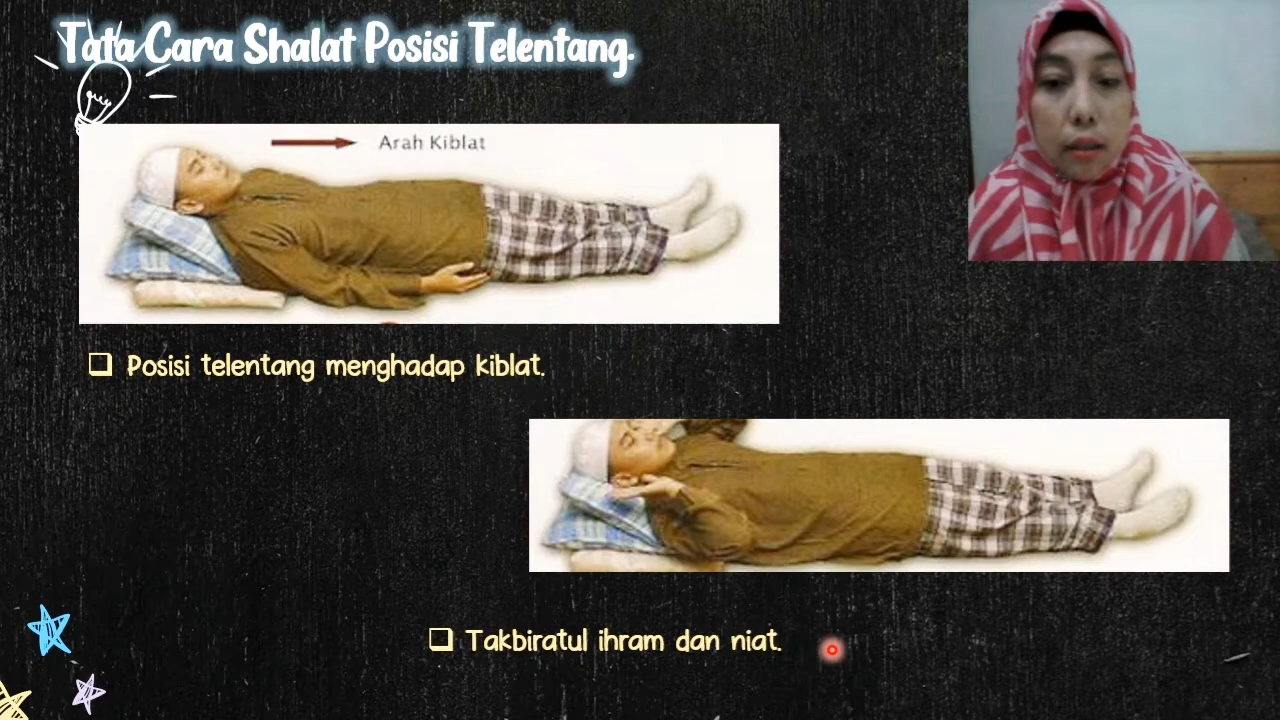 Tata Cara Shalat Posisi Telentang.
Arah Kiblat
Posisi telentang menghadap kiblat.
Takbiratul ihram dan niat.